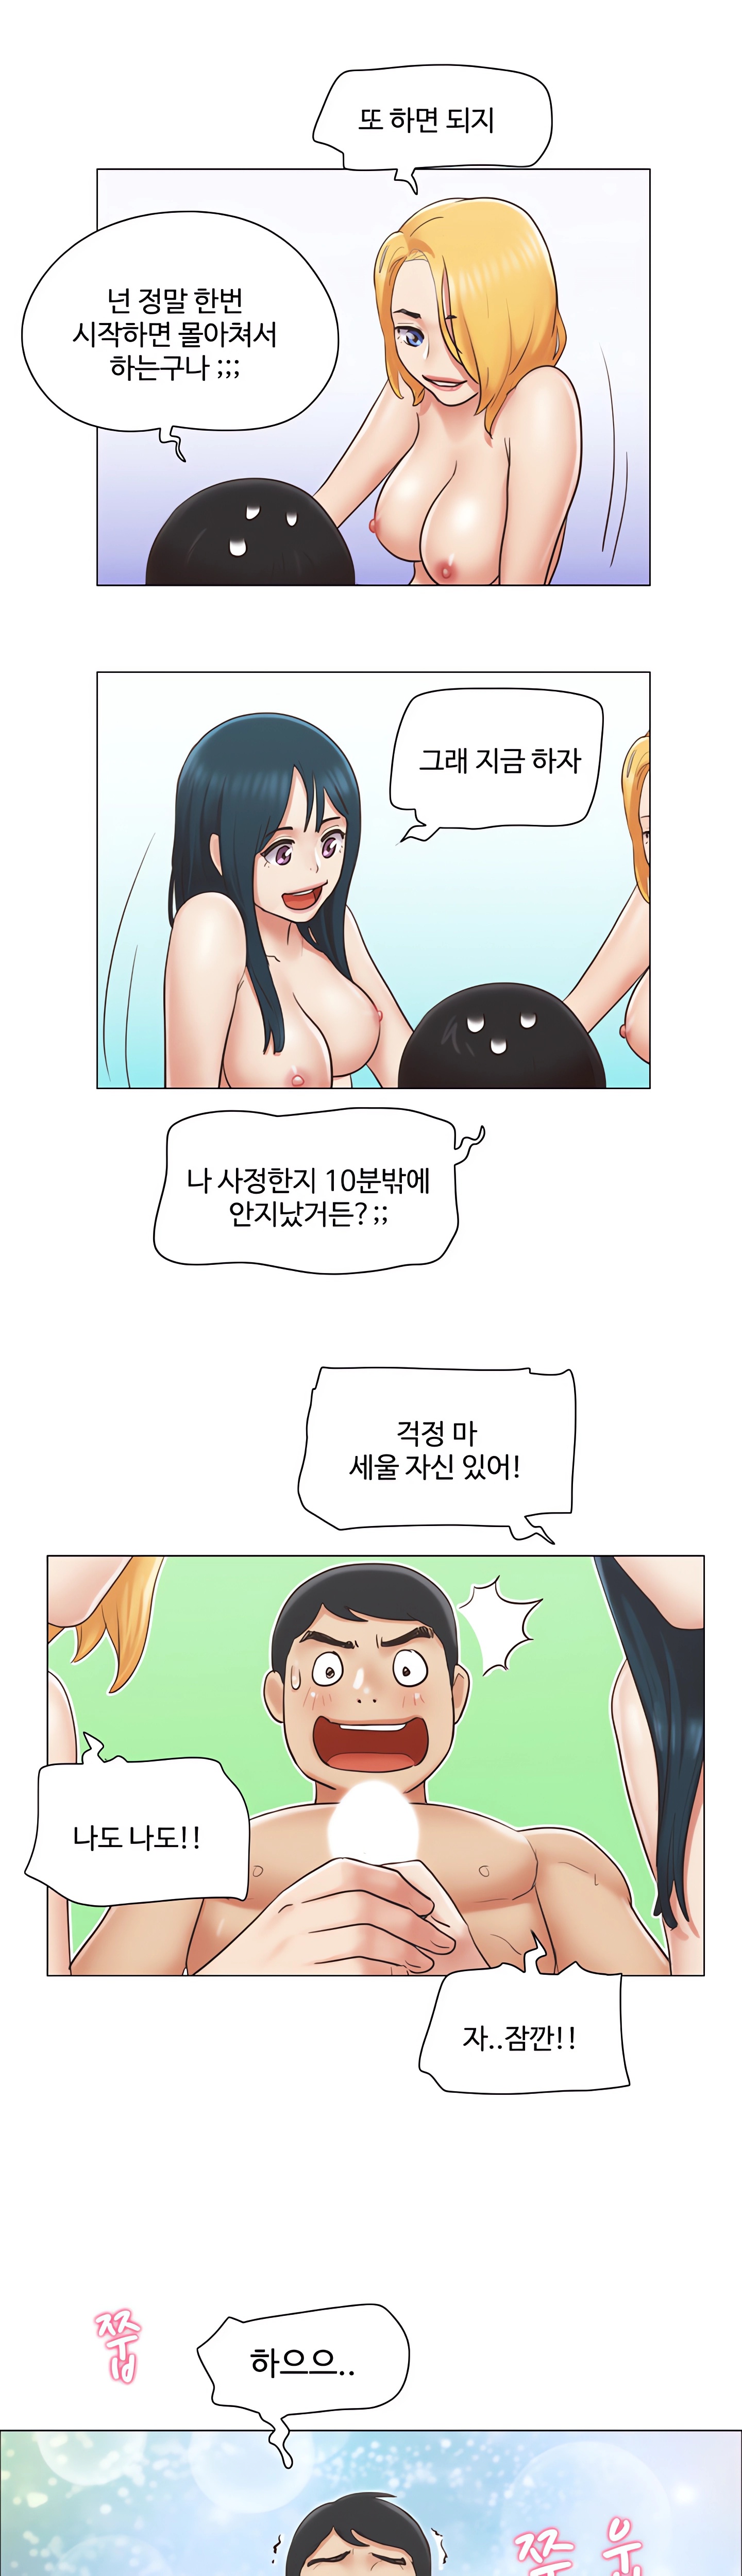 또 하면 되지
넌 정말 한번
시작하면 몰아쳐서
하는구나 ;;;
그래 지금 하자
나 사정한지 10분밖에
안지났거든? ;;
걱정 마
세울 자신 있어!
나도 나도!!
자..잠깐!!
쭙
하으으..
쭈
웁